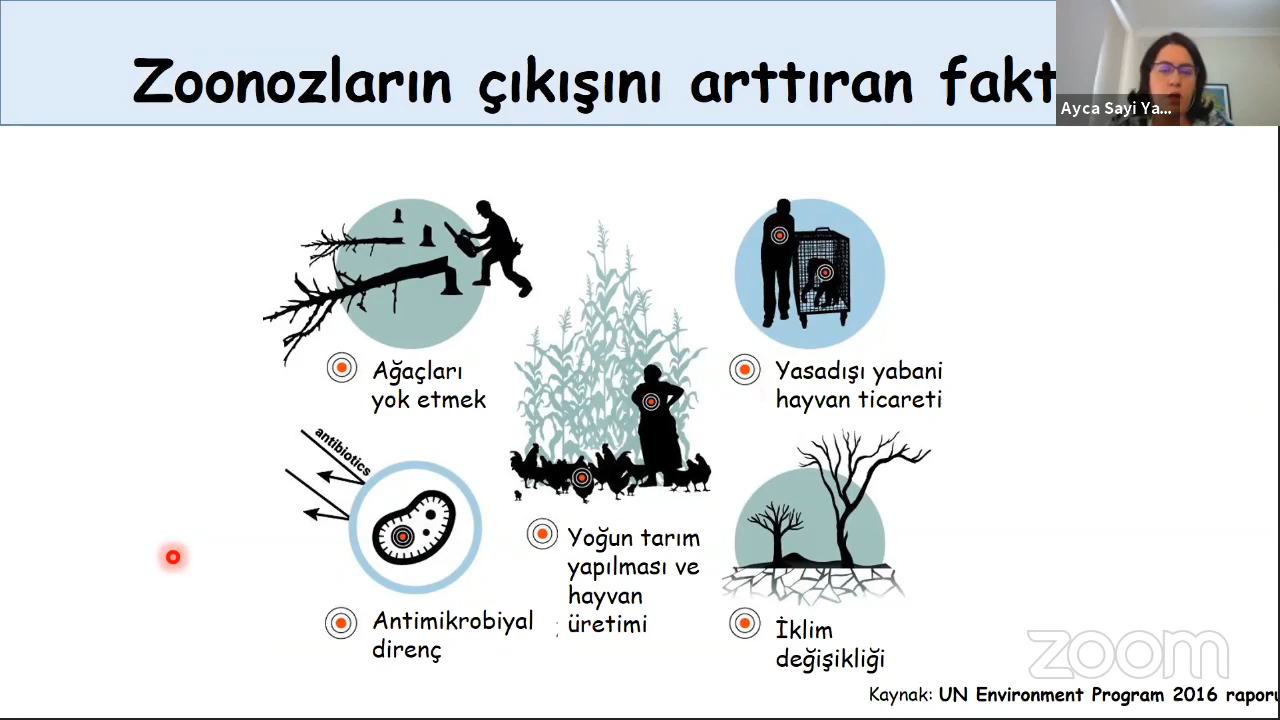 Zoonozların çıkışını arttıran fakt
Ayca Sayi Ya...
Ağaçları
yok etmek
Yasadışı yabani
hayvan ticareti
antibiotics
Yoğun tarım
yapılması ve
hayvan
üretimi
Antimikrobiyal
direnç
;
İklim
değişikliği
zoom
Kaynak: UN Environment Program 2016 raporu